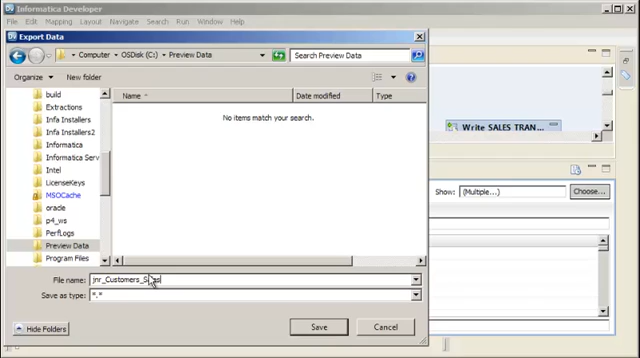 Informatica Developer
File Edit Mapping Navigate Search Run Window Help
Export Data
Computer OSDisk (C:) Preview Data
Search Preview Data
Organize New folder
Name Date modified Type
build
Extractions
Infa Installers
Infa Installers2
Informatica
Informatica Serv
Intel
LicenseKeys
MSOCache
oracle
p4_ws
PerfLogs
Preview Data
Program Files
No items match your search.
Write SALES TRAN...
Show: (Multiple...) Choose...
File name: jnr_Customers_
Save as type: *.*
Hide Folders Save Cancel